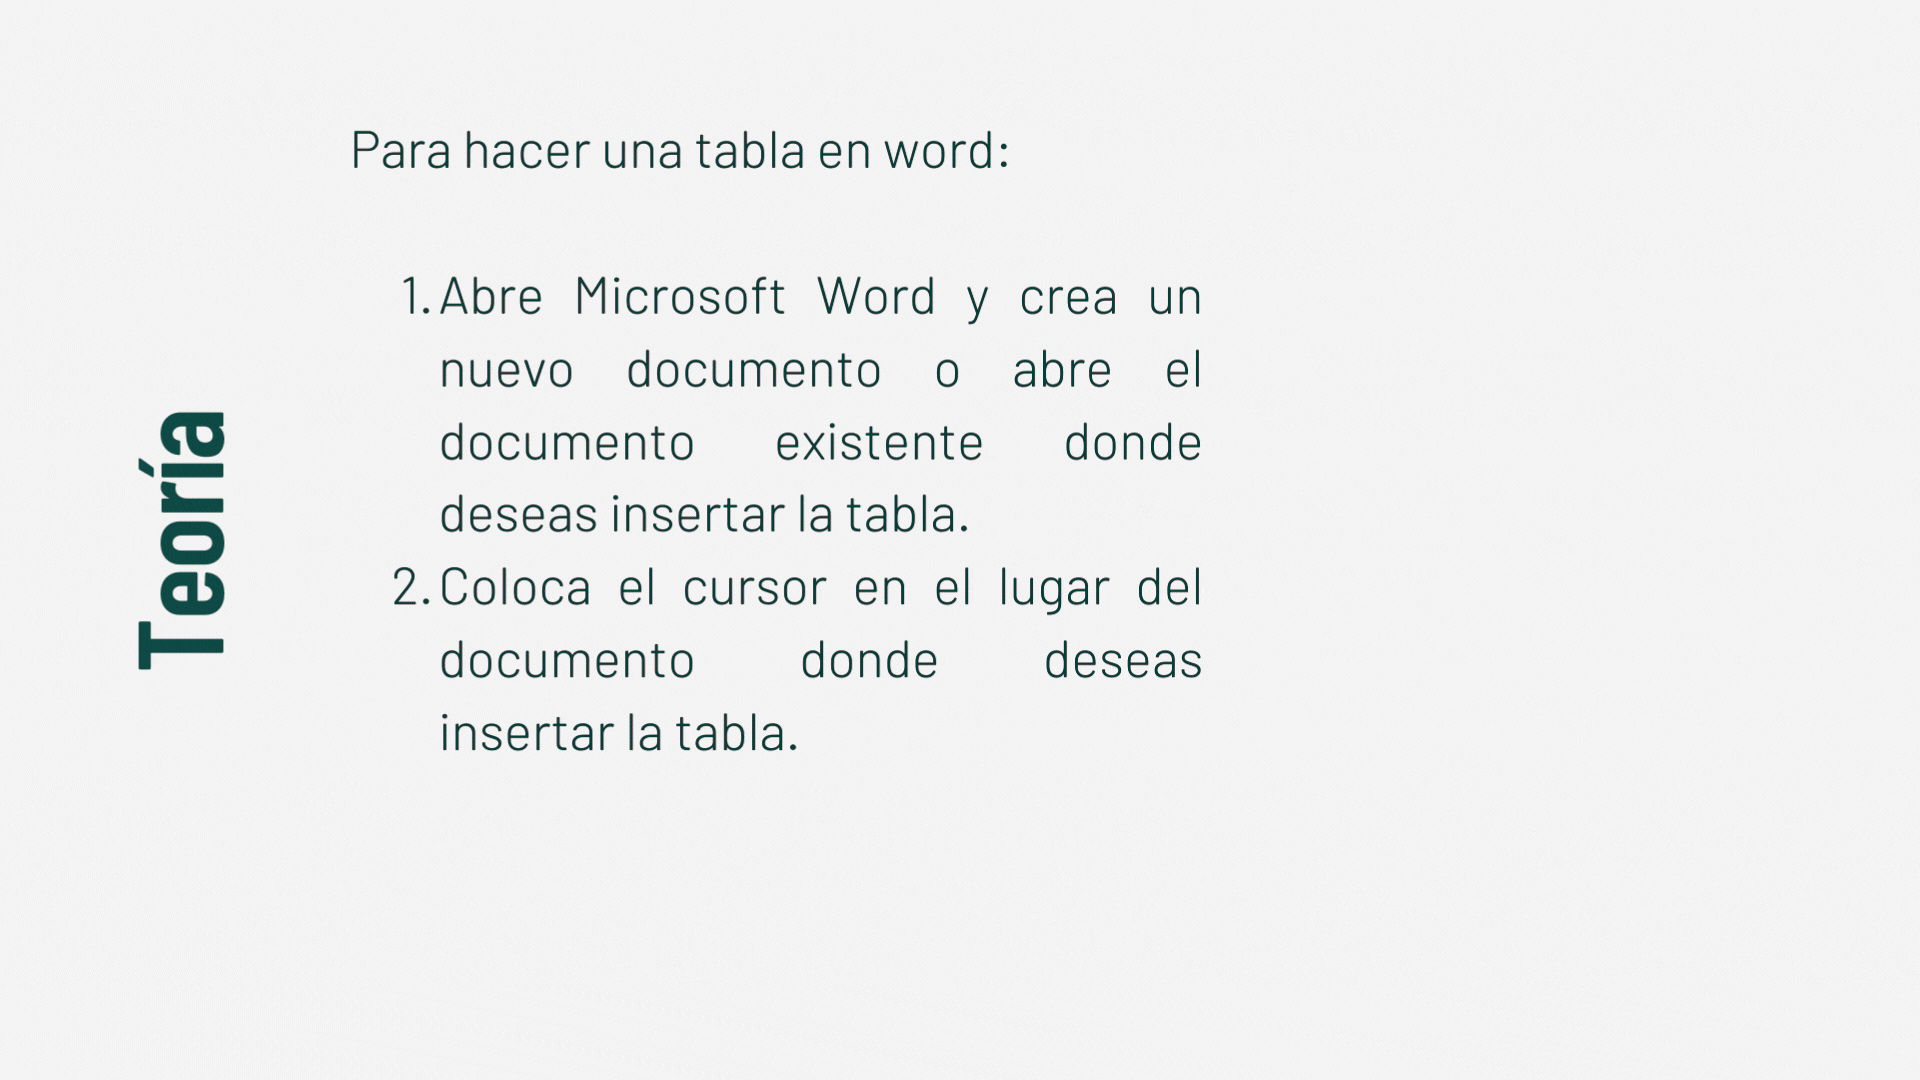 Teoría
Para hacer una tabla en word:
1. Abre Microsoft Word y crea un
nuevo documento o abre el
documento existente donde
deseas insertar la tabla.
2. Coloca el cursor en el lugar del
documento donde deseas
insertar la tabla.